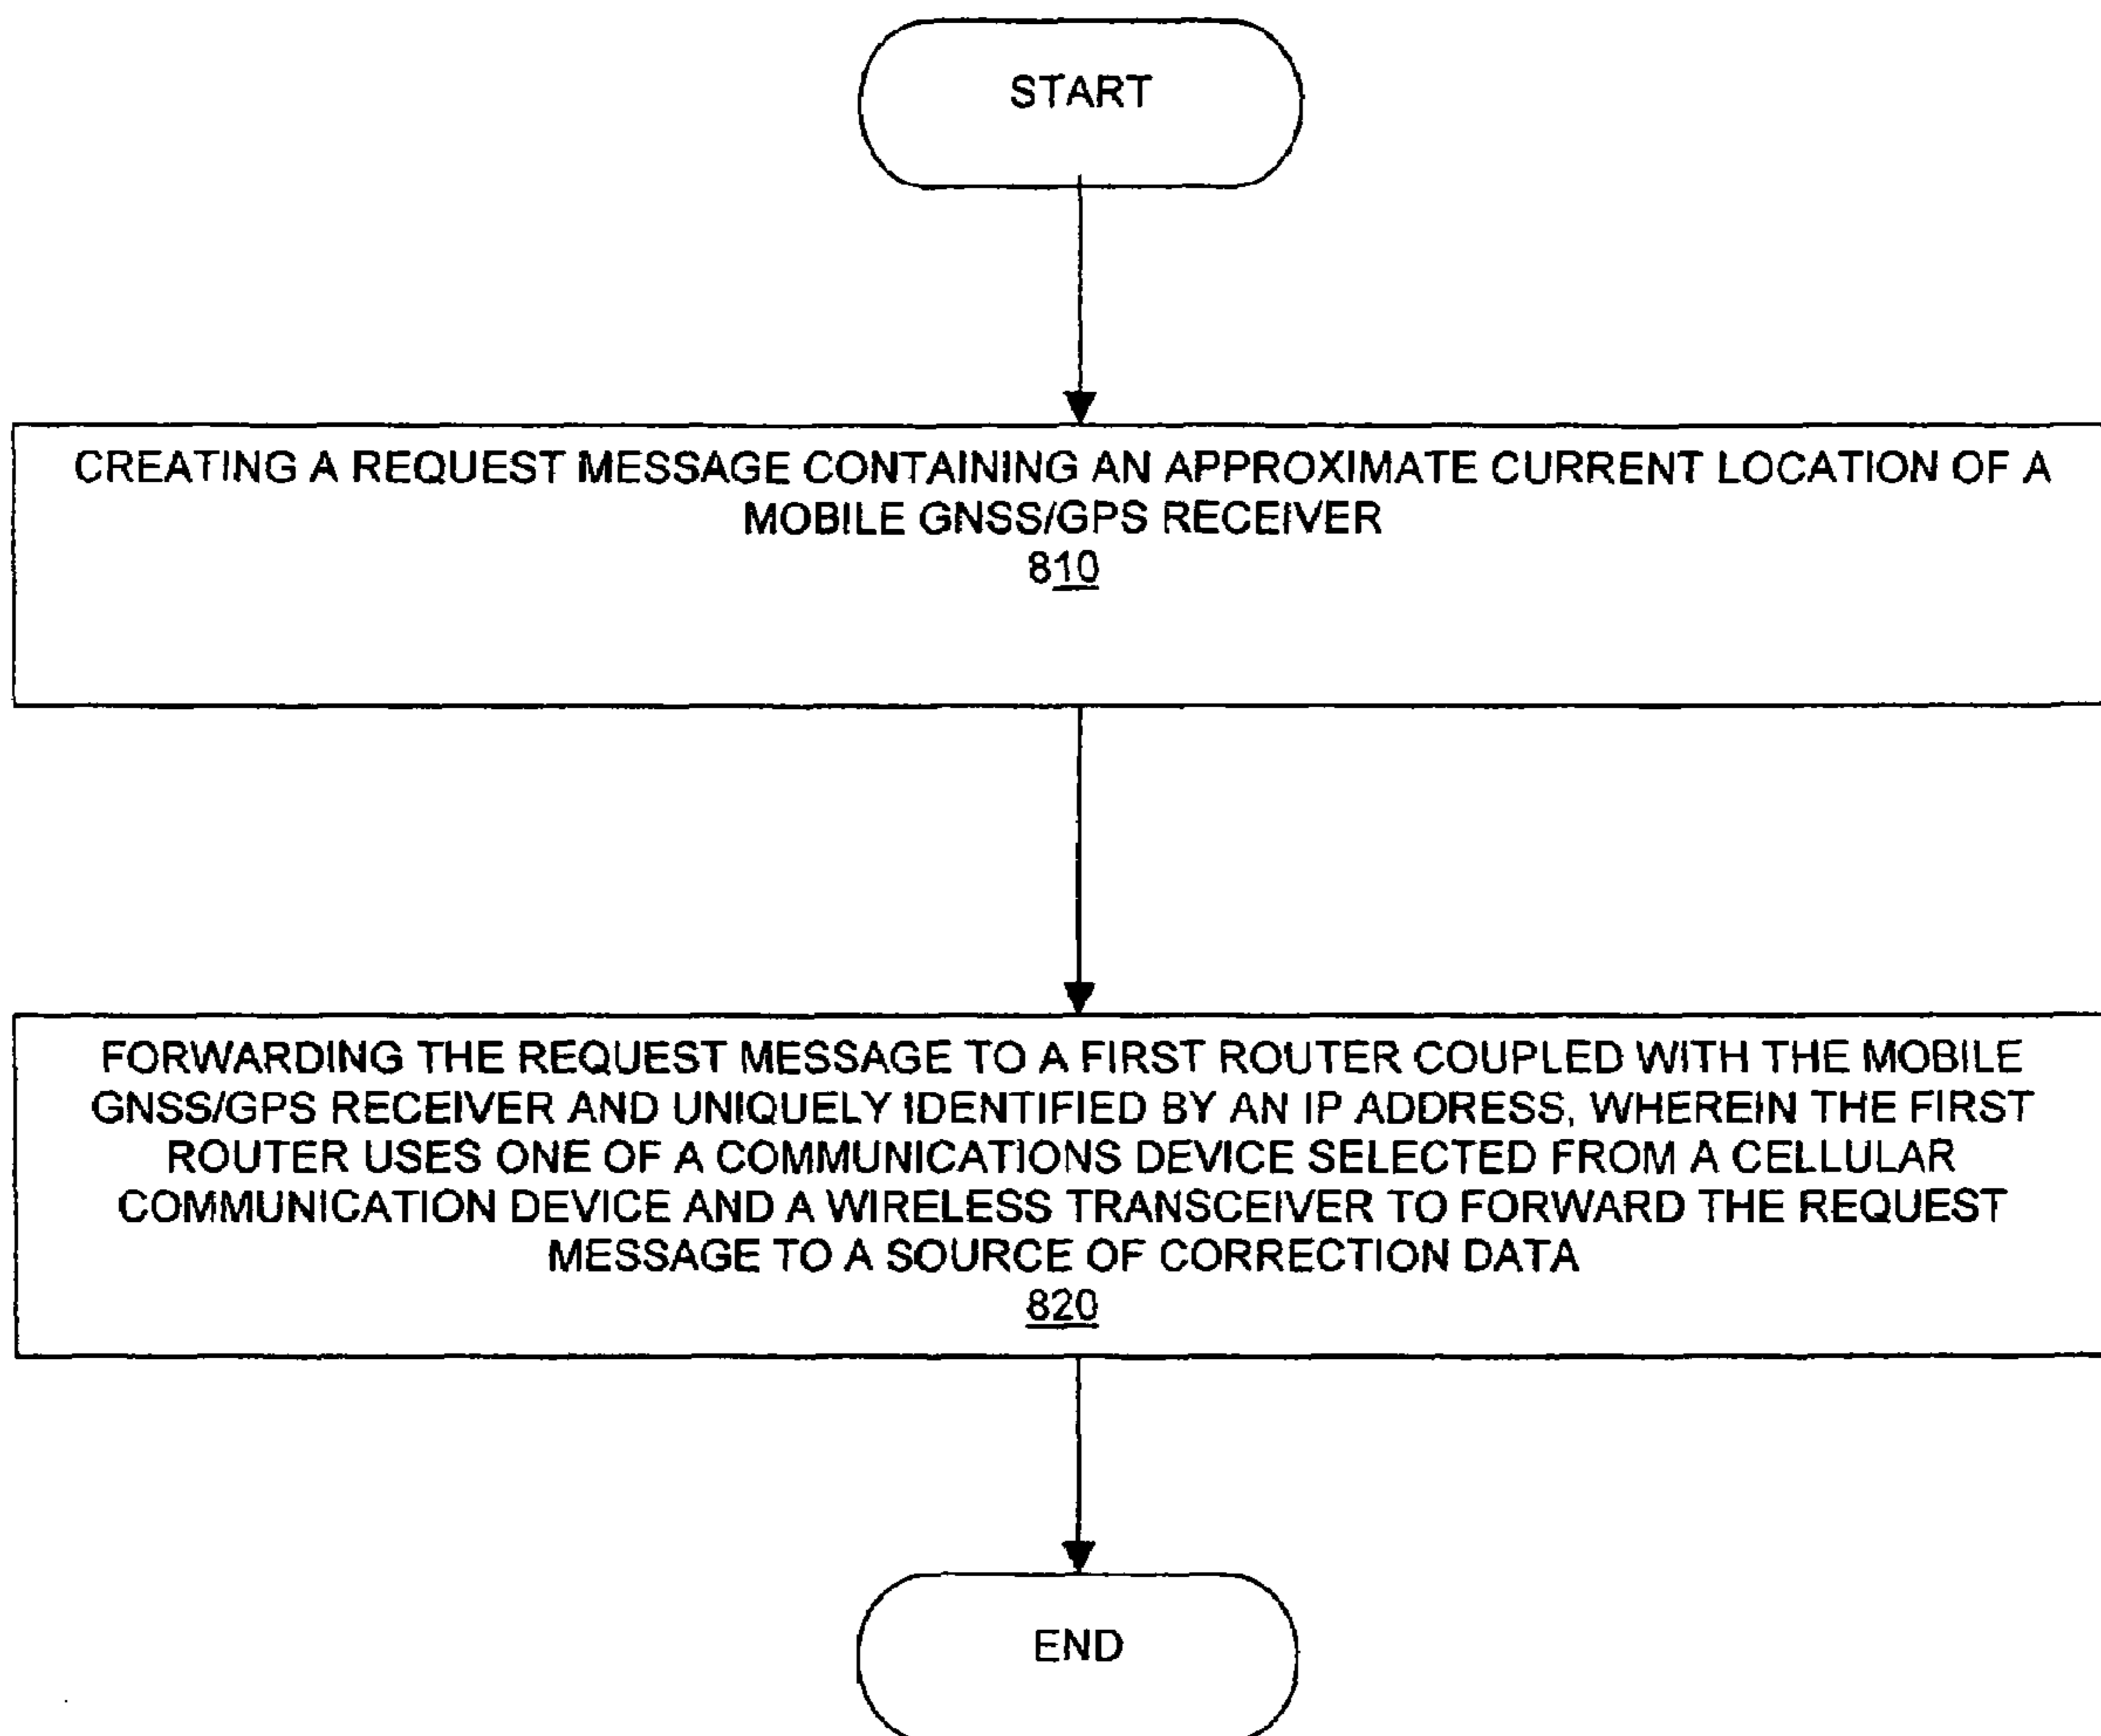 START
CREATING A REQUEST MESSAGE CONTAINING AN APPROXIMATE CURRENT LOCATION OF A
MOBILE GNSS/GPS RECEIVER
810
FORWARDING THE REQUEST MESSAGE TO A FIRST ROUTER COUPLED WITH THE MOBILE
GNSS/GPS RECEIVER AND UNIQUELY IDENTIFIED BY AN IP ADDRESS, WHEREIN THE FIRST
ROUTER USES ONE OF A COMMUNICATIONS DEVICE SELECTED FROM A CELLULAR
COMMUNICATION DEVICE AND A WIRELESS TRANSCEIVER TO FORWARD THE REQUEST
MESSAGE TO A SOURCE OF CORRECTION DATA
820
END